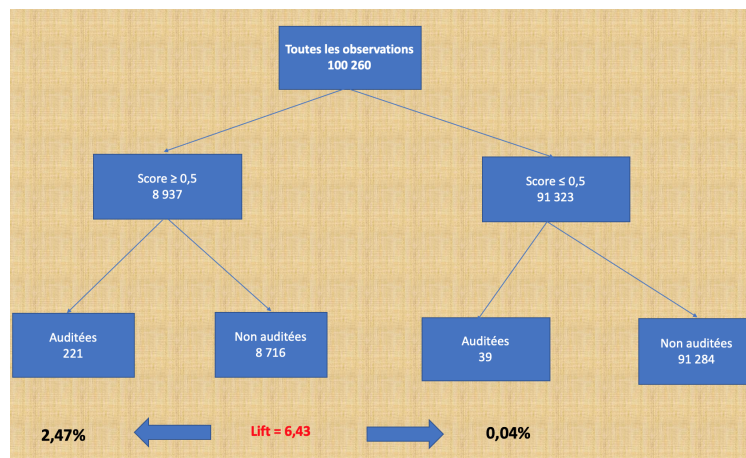 Toutes les observations
100 260
Score ≥ 0,5
8 937
Score ≤ 0,5
91 323
Auditées
221
Non auditées
8 716
Auditées
39
Non auditées
91 284
2,47%
Lift = 6,43
0,04%